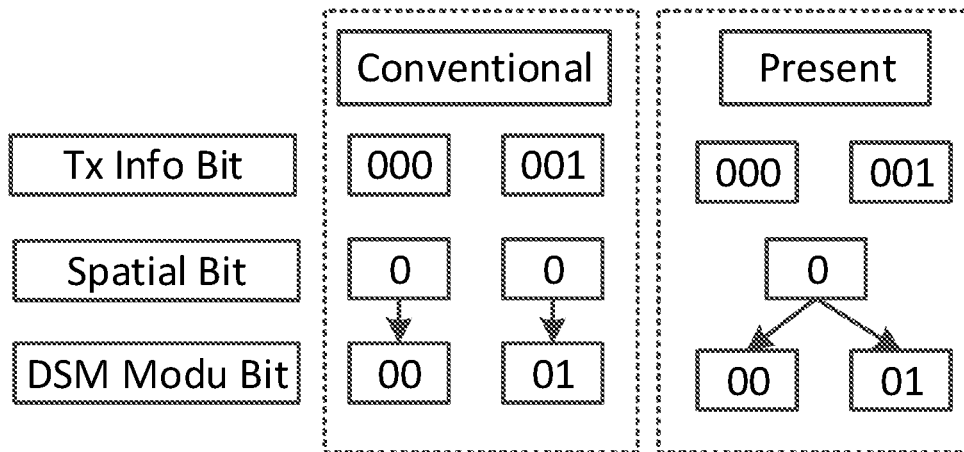 Conventional Present
Tx Info Bit 000 001 000 001
Spatial Bit 0 0 0
DSM Modu Bit 00 01 00 01